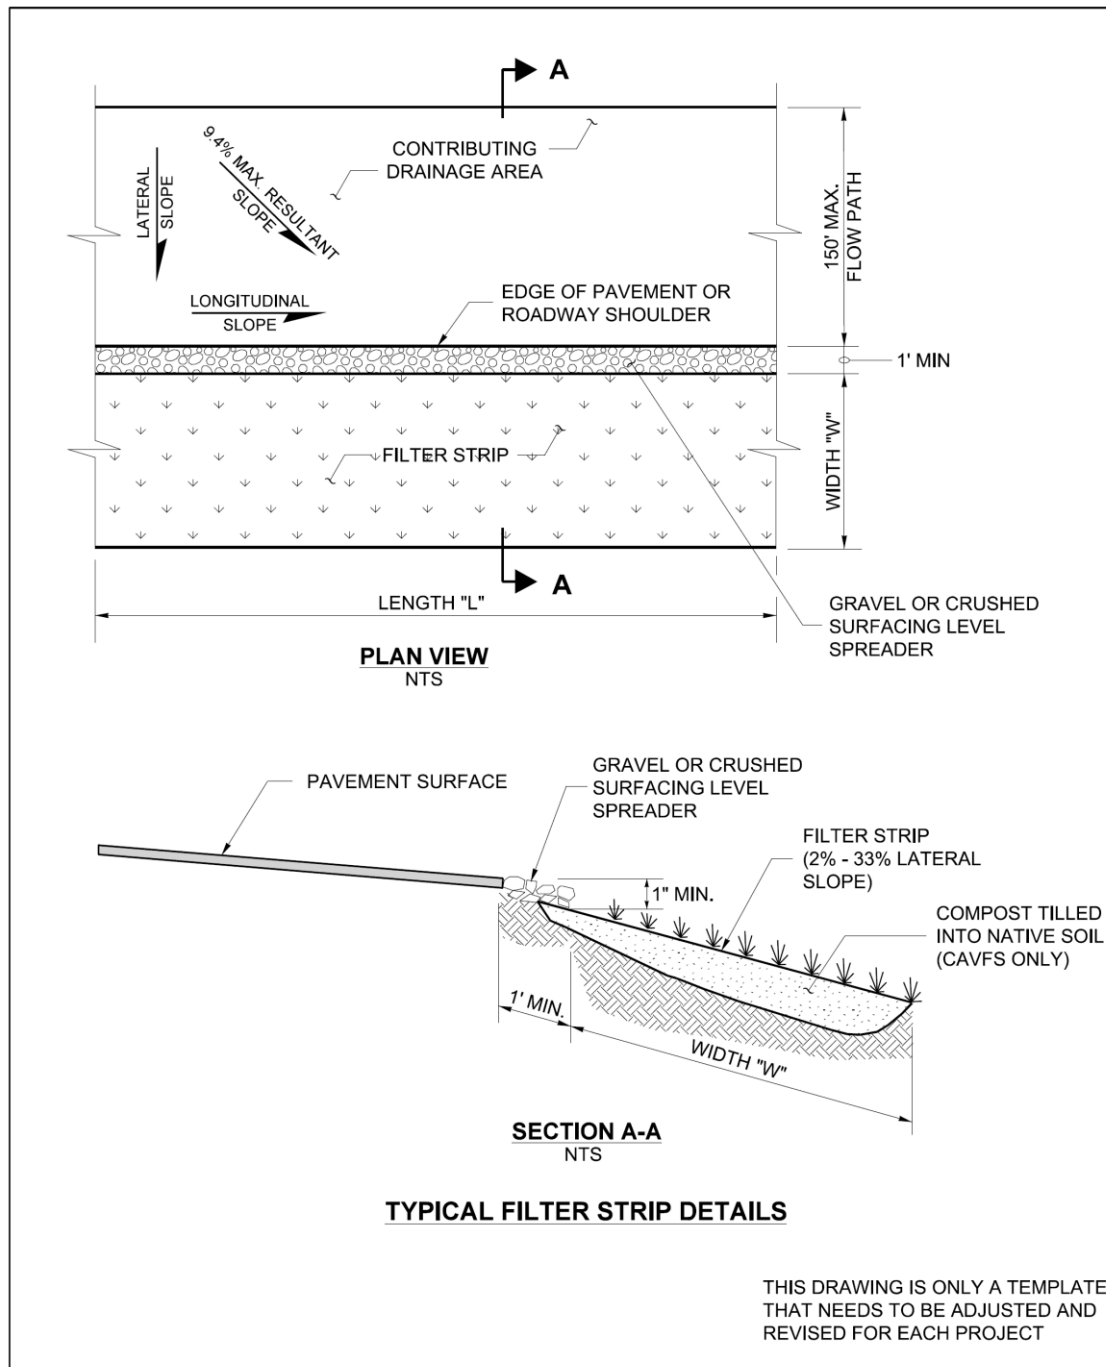 A
CONTRIBUTING
DRAINAGE AREA
9.4% MAX. RESULTANT
SLOPE
LATERAL
SLOPE
LONGITUDINAL
SLOPE
150' MAX.
FLOW PATH
EDGE OF PAVEMENT OR
ROADWAY SHOULDER
1' MIN
FILTER STRIP
WIDTH "W"
A
LENGTH "L"
GRAVEL OR CRUSHED
SURFACING LEVEL
SPREADER
PLAN VIEW
NTS
PAVEMENT SURFACE
GRAVEL OR CRUSHED
SURFACING LEVEL
SPREADER
FILTER STRIP
(2% - 33% LATERAL
SLOPE)
1" MIN.
COMPOST TILLED
INTO NATIVE SOIL
(CAVFS ONLY)
1' MIN.
WIDTH "W"
SECTION A-A
NTS
TYPICAL FILTER STRIP DETAILS
THIS DRAWING IS ONLY A TEMPLATE
THAT NEEDS TO BE ADJUSTED AND
REVISED FOR EACH PROJECT